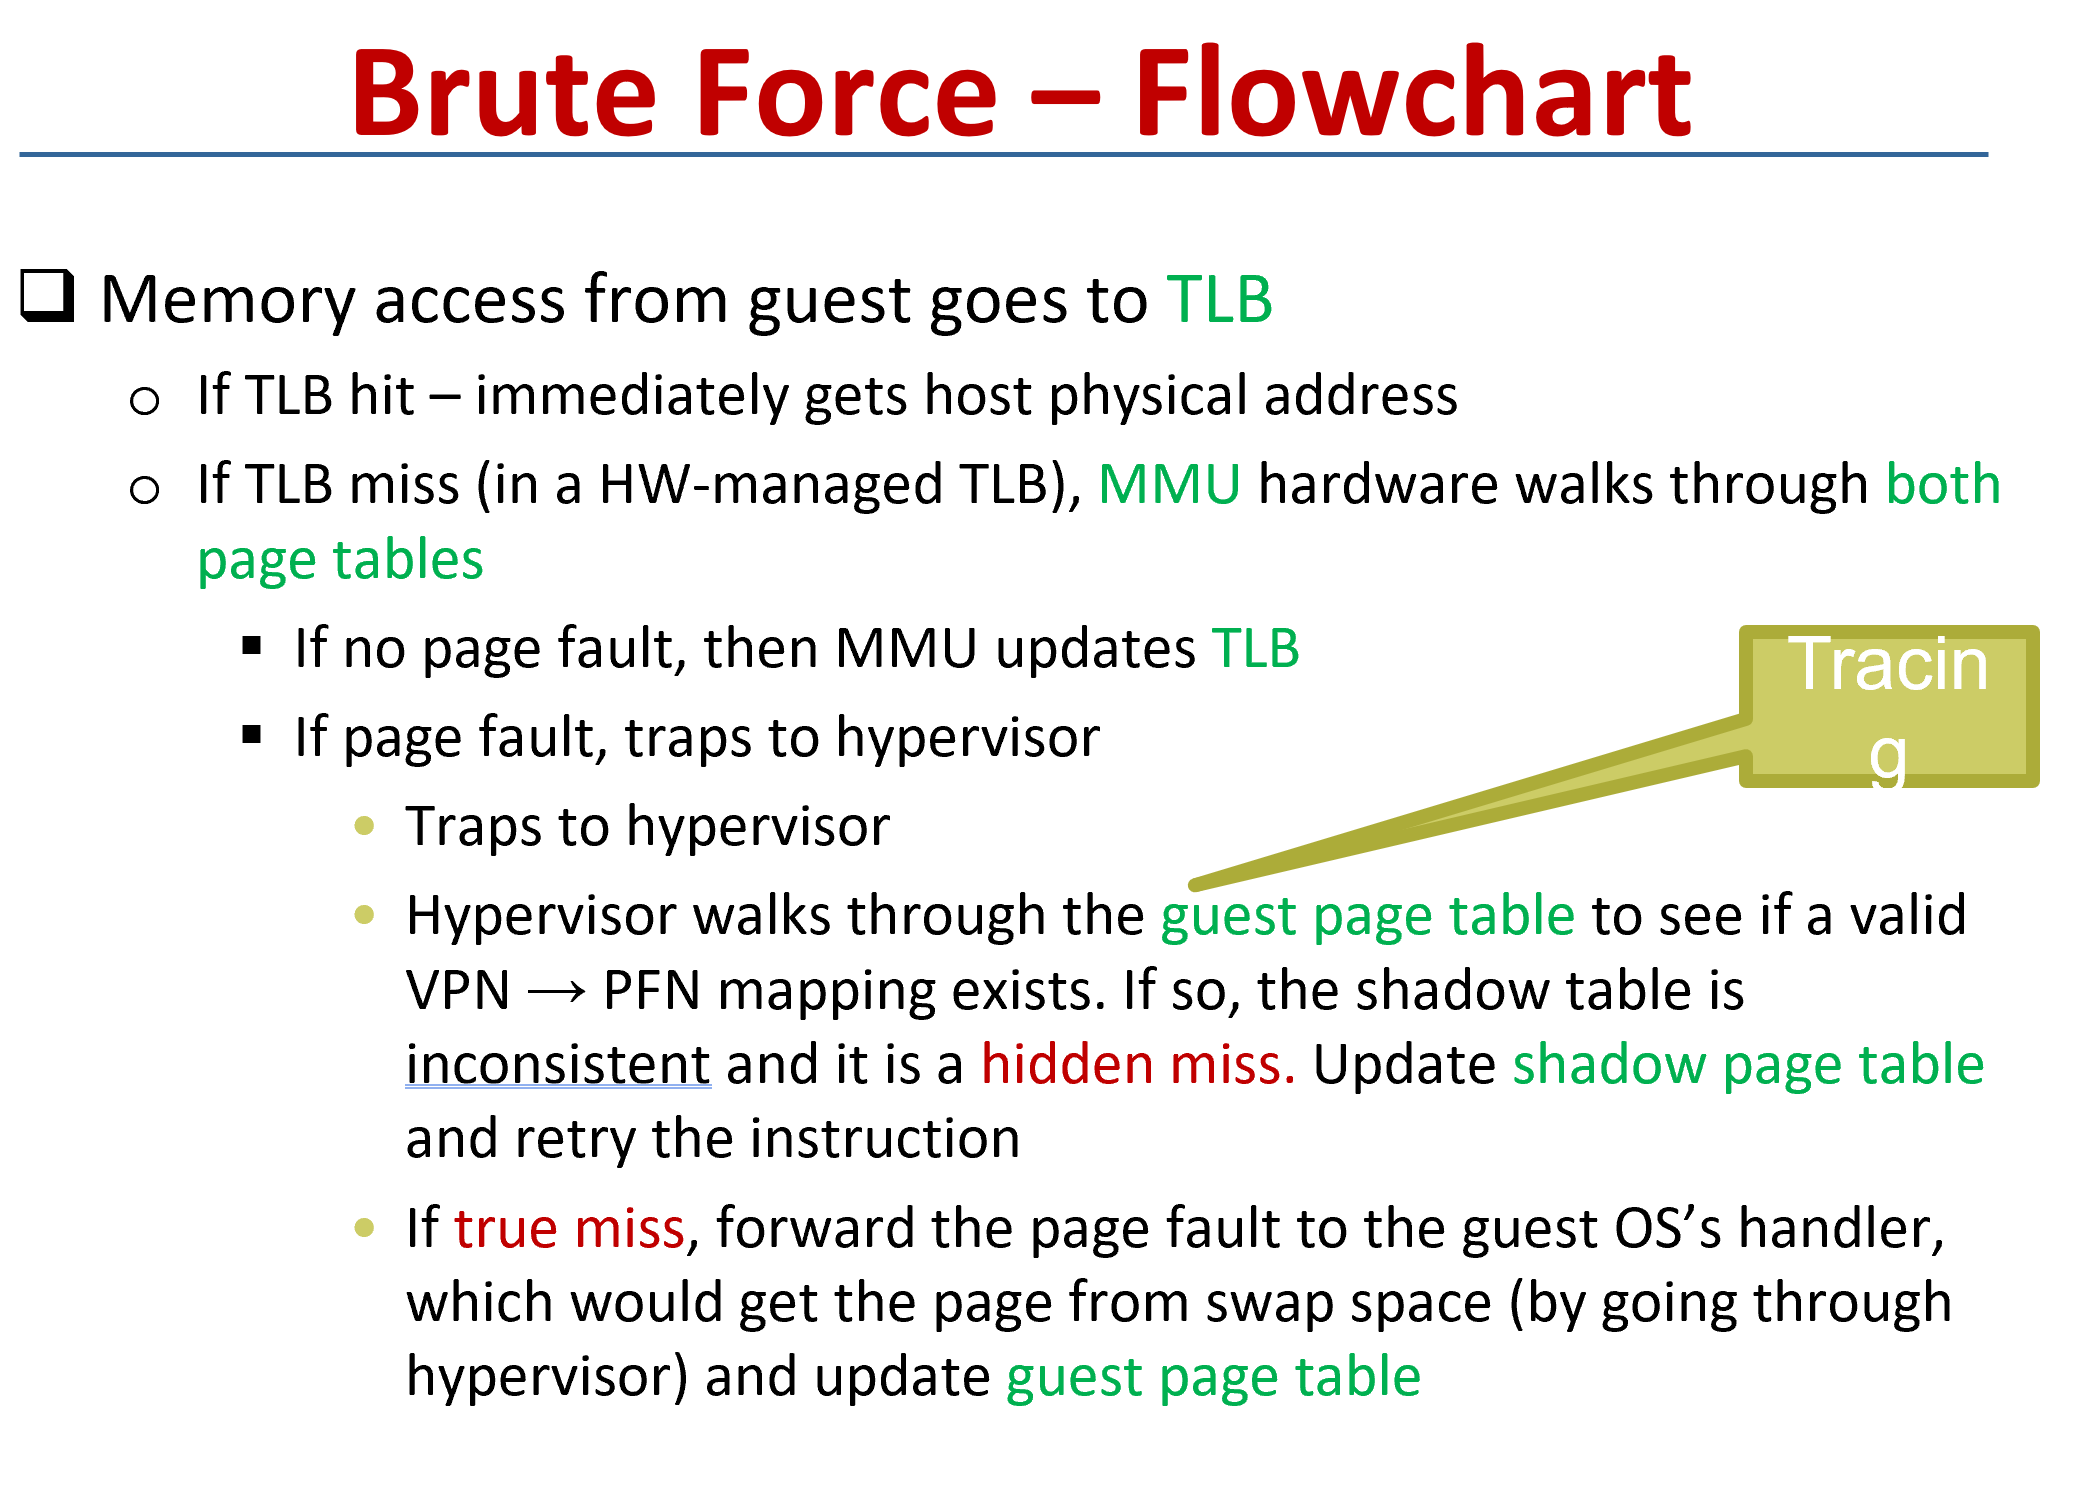 Brute Force – Flowchart
Memory access from guest goes to TLB
If TLB hit – immediately gets host physical address
If TLB miss (in a HW-managed TLB), MMU hardware walks through both
page tables
If no page fault, then MMU updates TLB
If page fault, traps to hypervisor
Tracin
g
Traps to hypervisor
Hypervisor walks through the guest page table to see if a valid
VPN → PFN mapping exists. If so, the shadow table is
inconsistent and it is a hidden miss. Update shadow page table
and retry the instruction
If true miss, forward the page fault to the guest OS’s handler,
which would get the page from swap space (by going through
hypervisor) and update guest page table